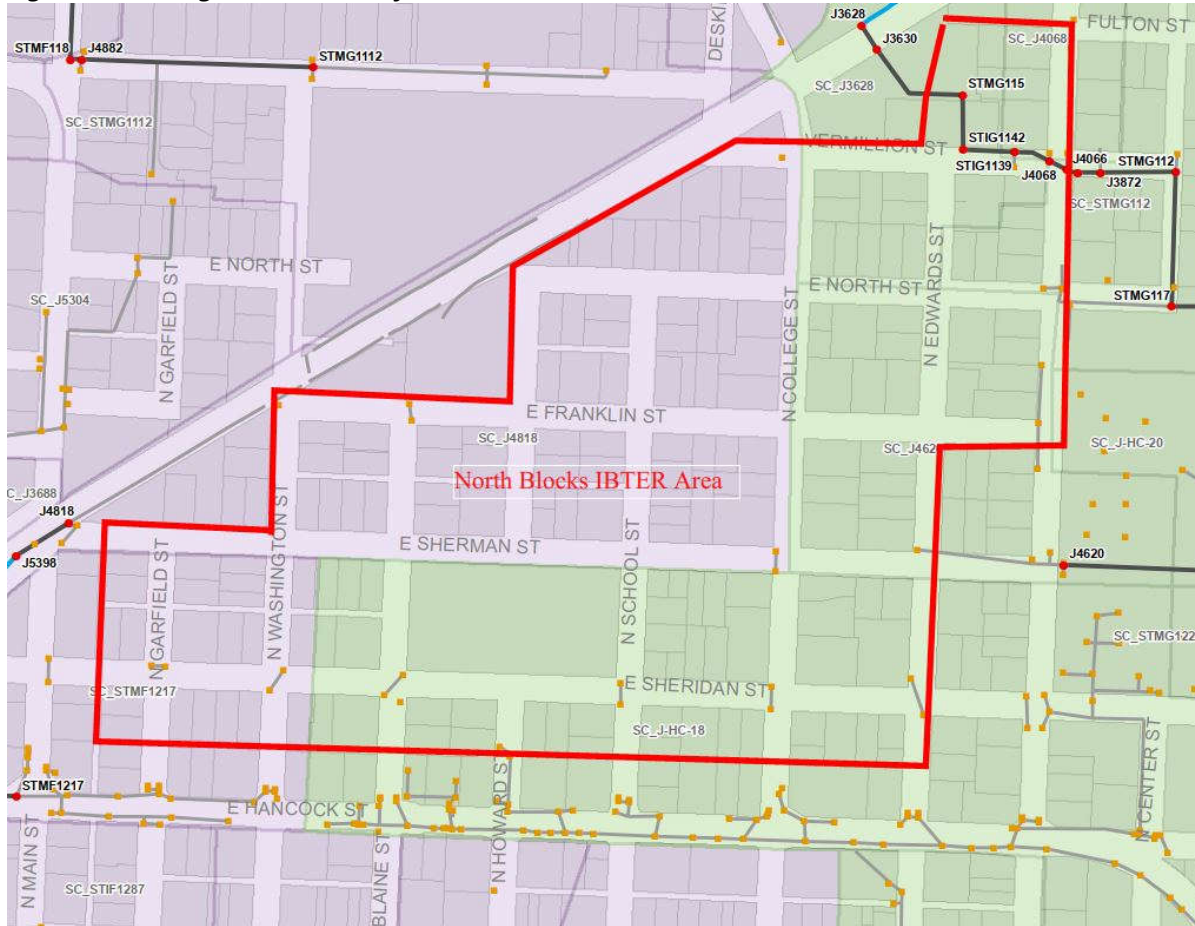 J3628
FULTON ST
SC_J4068
DESKIN
STMF118
J4882
STMG1112
J3630
SC_J3628
STMG115
SC_STMG1112
VERMILLION ST
STIG1142
STIG1139
J4068
J4066
J3872
STMG112
SC_STMG112
E NORTH ST
N GARFIELD ST
SC_J5304
E NORTH ST
N COLLEGE ST
N EDWARDS ST
STMG117
E FRANKLIN ST
SC_J4818
SC_J462
SC_J-HC-20
North Blocks IBTER Area
C_J3688
J4818
N WASHINGTON ST
N SCHOOL ST
E SHERMAN ST
J5398
N GARFIELD ST
J4620
SC_STMG122
E SHERIDAN ST
SC_STMF1217
SC_J-HC-18
STMF1217
E HANCOCK ST
N HOWARD ST
N CENTER ST
N MAIN ST
BLAINE ST
SC_STIF1287